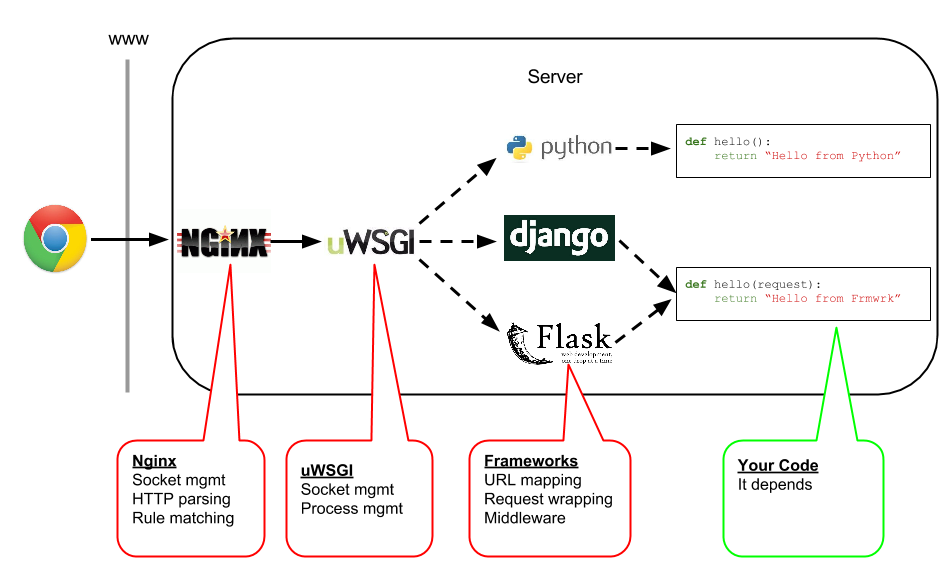 www
Server
python
def hello():
return “Hello from Python”
NGiNX
uWSGI
django
def hello(request):
return “Hello from Frmwrk”
Flask
web development,
one drop at a time
Nginx
Socket mgmt
HTTP parsing
Rule matching
uWSGI
Socket mgmt
Process mgmt
Frameworks
URL mapping
Request wrapping
Middleware
Your Code
It depends